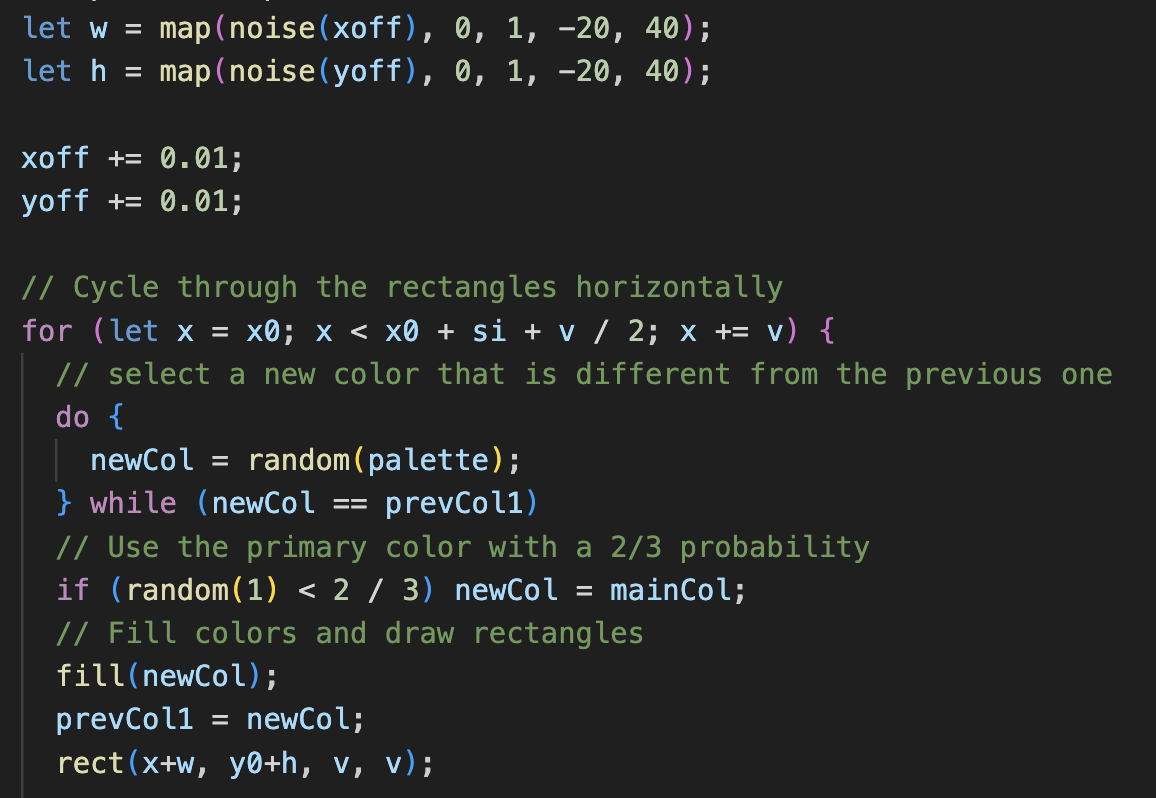 let w = map(noise(xoff), 0, 1, -20, 40);
let h = map(noise(yoff), 0, 1, -20, 40);
xoff += 0.01;
yoff += 0.01;
// Cycle through the rectangles horizontally
for (let x = x0; x < x0 + si + v / 2; x += v) {
// select a new color that is different from the previous one
do {
newCol = random(palette);
} while (newCol == prevCol1)
// Use the primary color with a 2/3 probability
if (random(1) < 2 / 3) newCol = mainCol;
// Fill colors and draw rectangles
fill(newCol);
prevCol1 = newCol;
rect(x+w, y0+h, v, v);